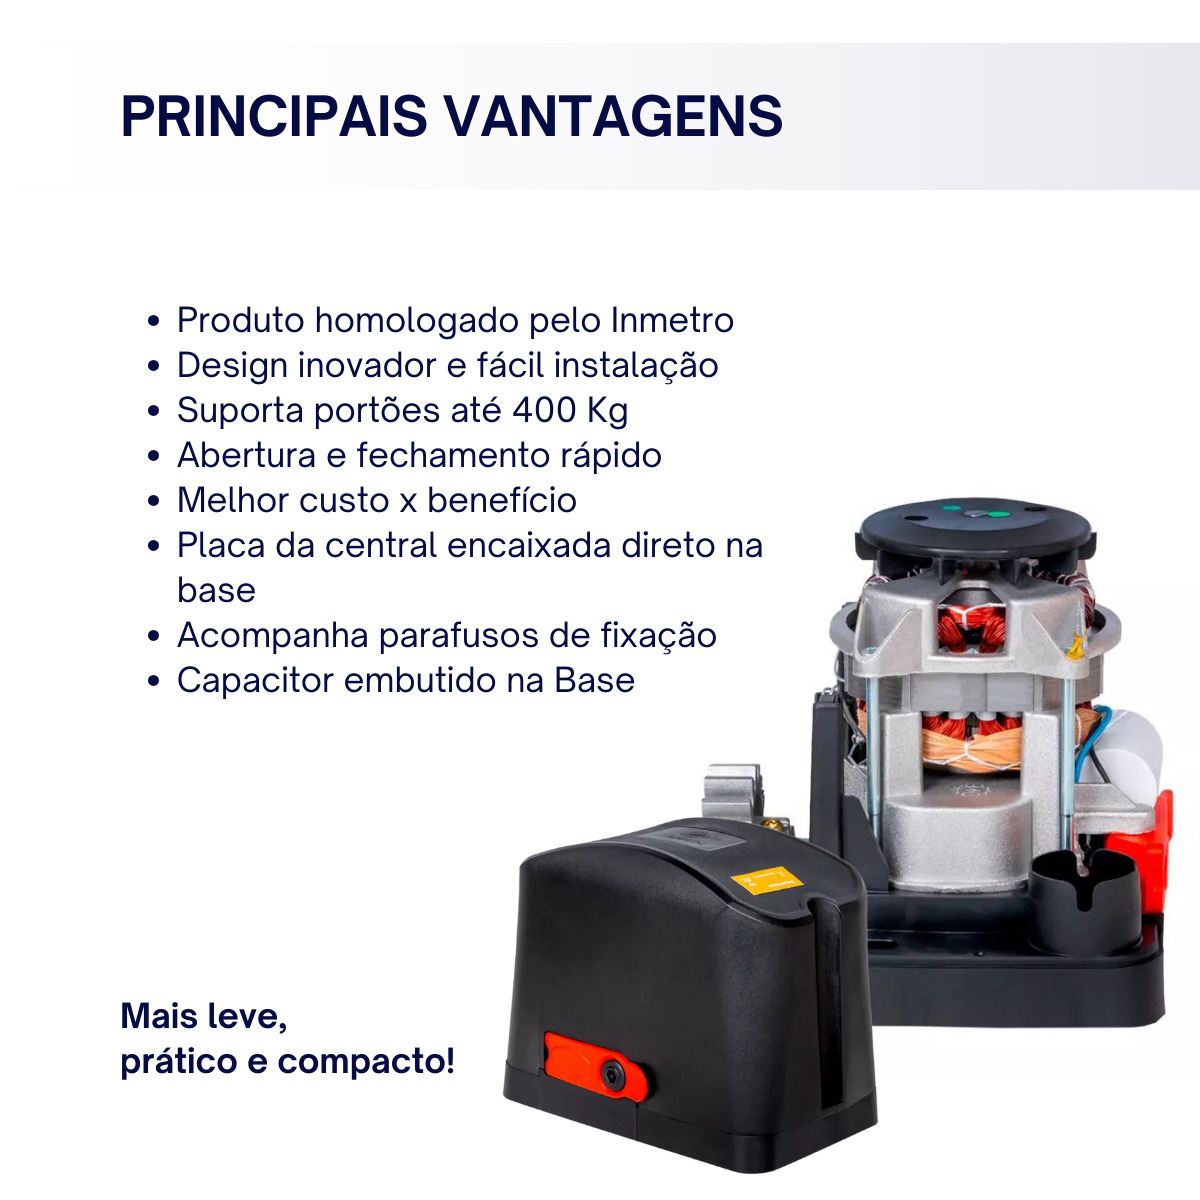 PRINCIPAIS VANTAGENS
• Produto homologado pelo Inmetro
• Design inovador e fácil instalação
• Suporta portões até 400 Kg
• Abertura e fechamento rápido
• Melhor custo x benefício
• Placa da central encaixada direto na
base
• Acompanha parafusos de fixação
• Capacitor embutido na Base
Mais leve,
prático e compacto!